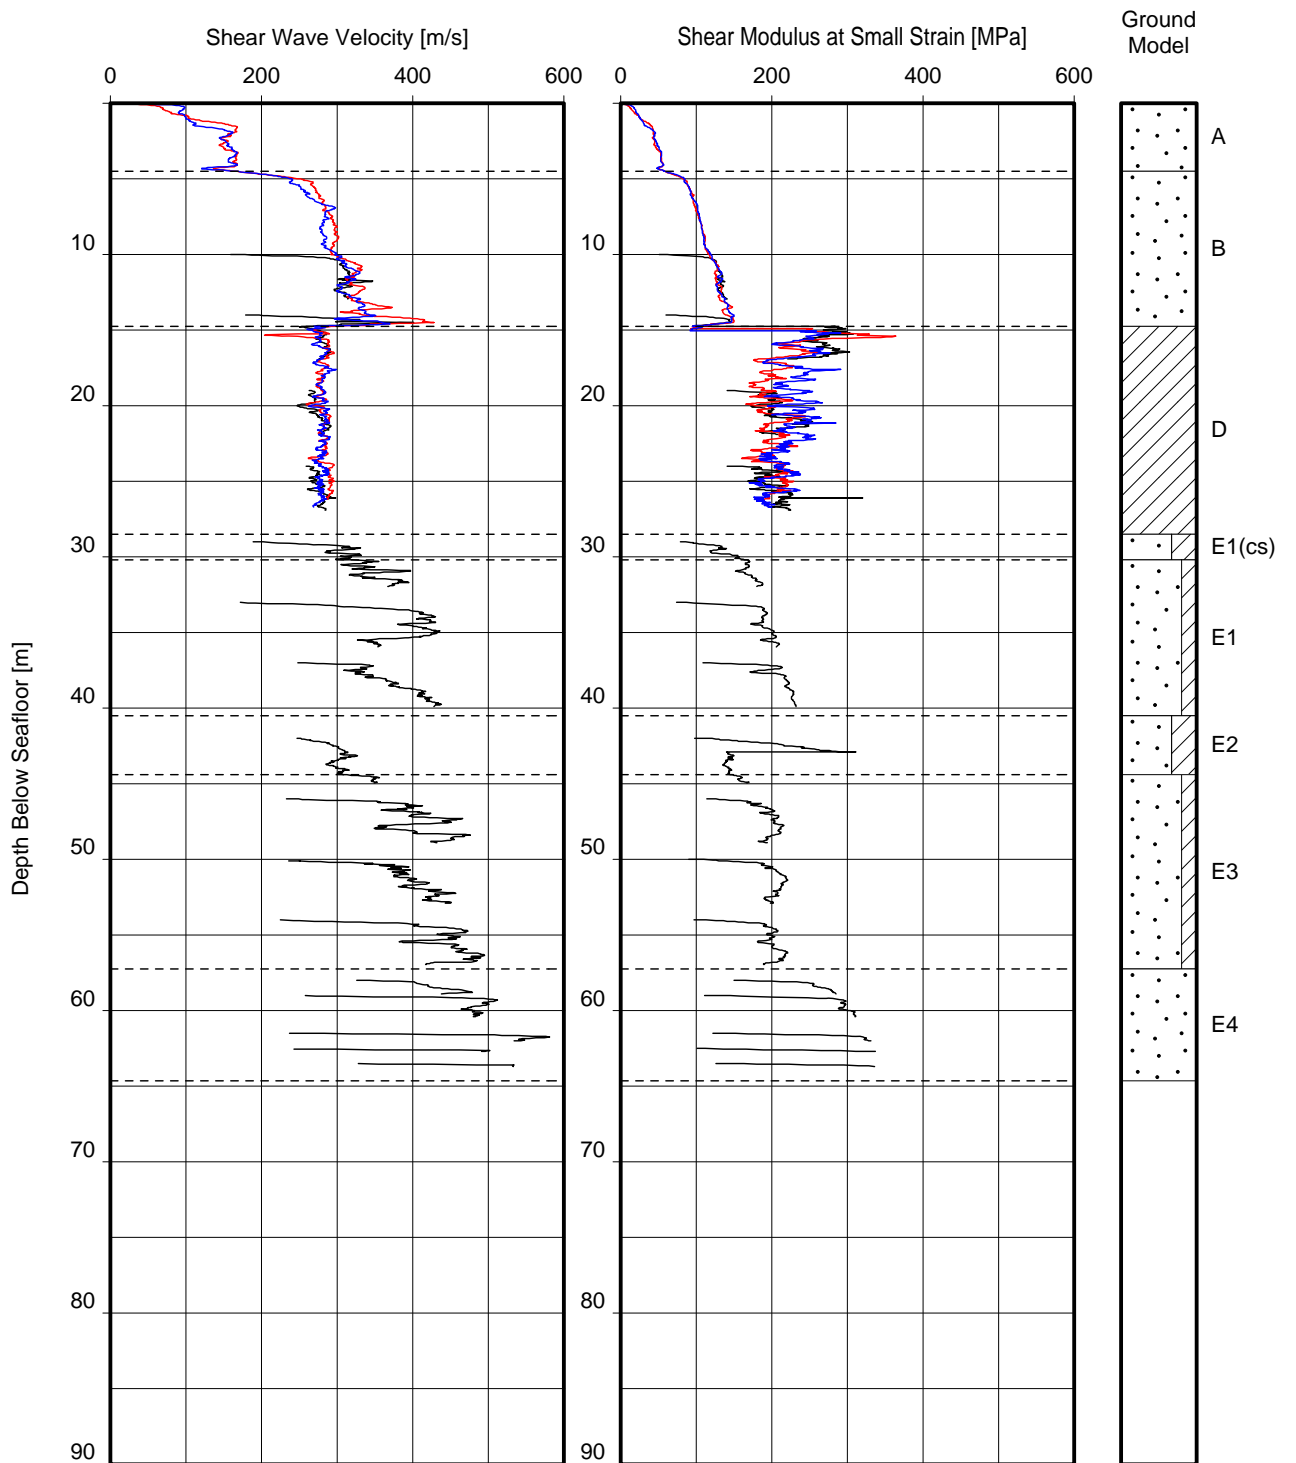 Shear Wave Velocity [m/s]
Shear Modulus at Small Strain [MPa]
Ground
Model
0 200 400 600
0 200 400 600
A
B
D
E1(cs)
E1
E2
E3
E4
10
20
30
40
50
60
70
80
90
10
20
30
40
50
60
70
80
90
Depth Below Seafloor [m]